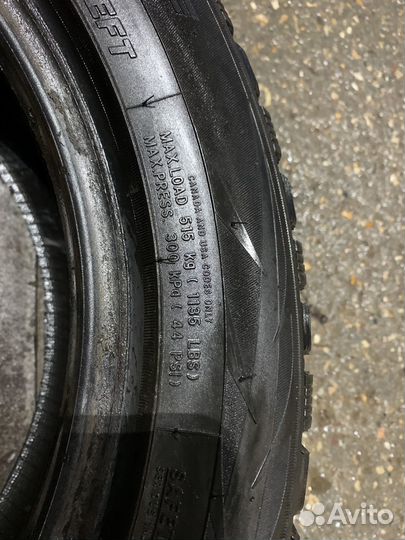 EFT
CANADA AND USA CODES ONLY
MAX.LOAD 515 kg ( 1135 LBS )
MAX.PRESS. 300 KPa ( 44 PSI )
SAFET
Avito